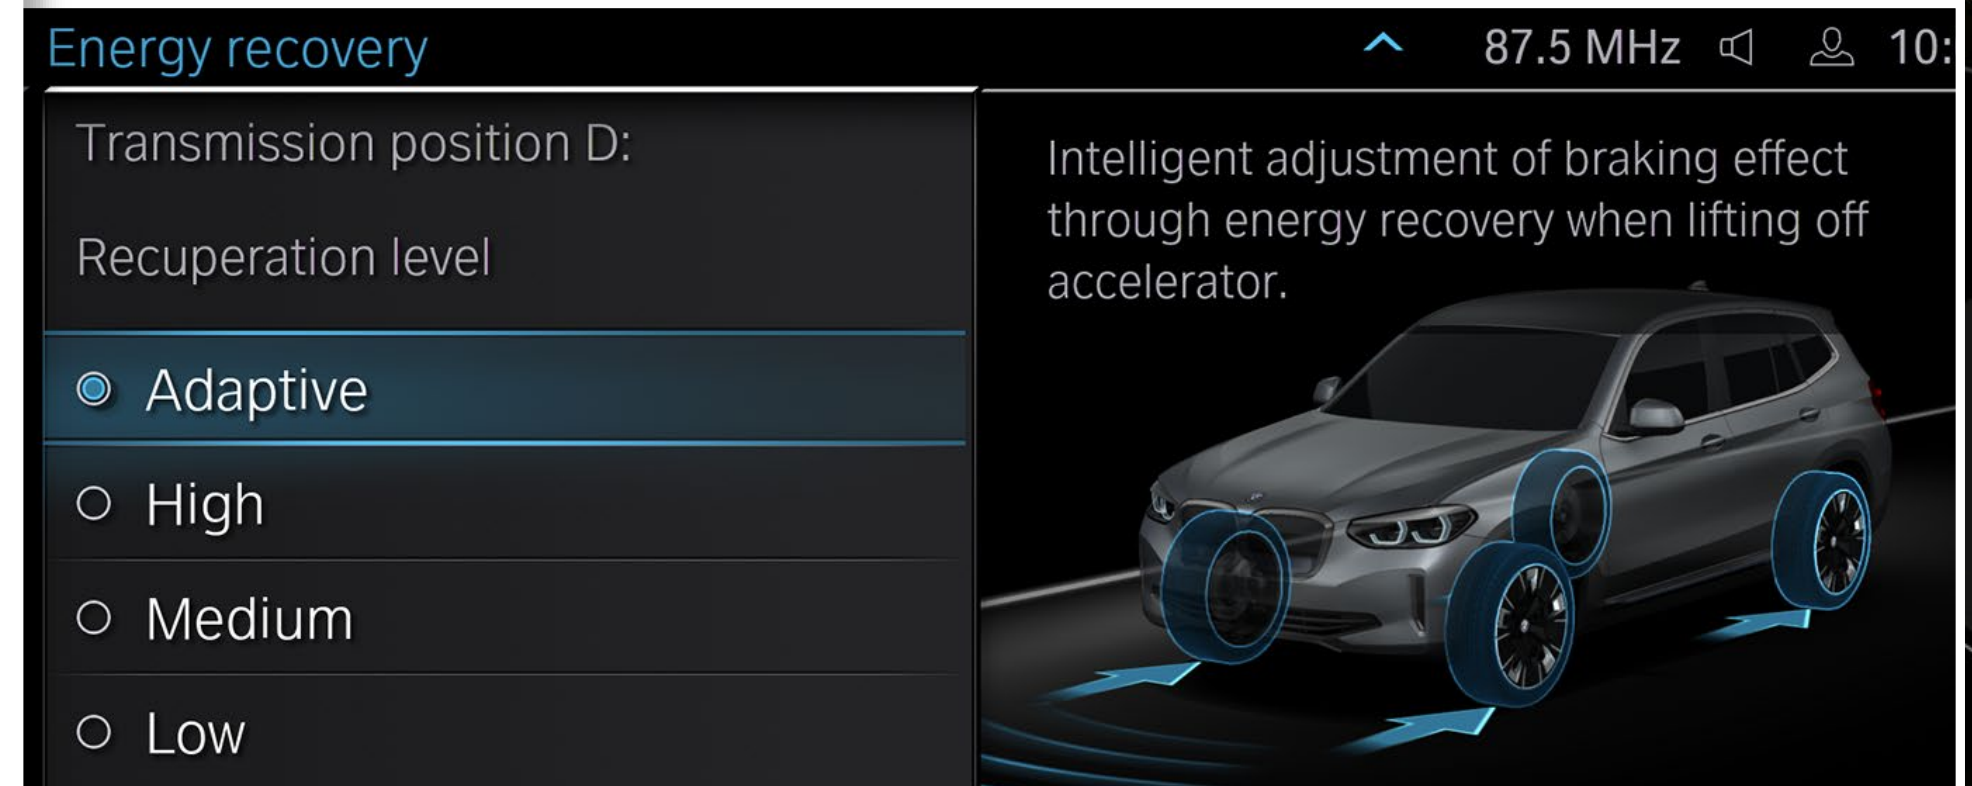 Energy recovery
87.5 MHz
10:
Transmission position D:
Recuperation level
Adaptive
High
Medium
Low
Intelligent adjustment of braking effect
through energy recovery when lifting off
accelerator.